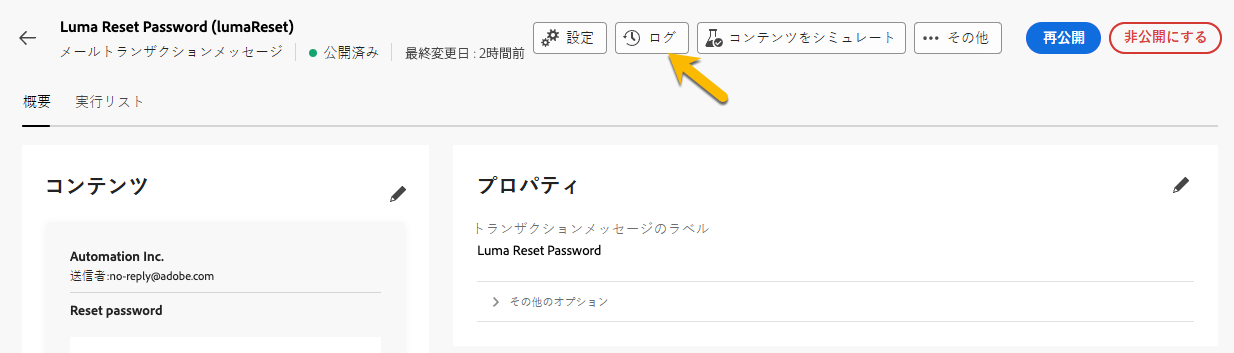 Luma Reset Password (lumaReset)
メールトランザクションメッセージ 公開済み 最終変更日 : 2時間前
設定 ログ コンテンツをシミュレート その他 再公開 非公開にする
概要 実行リスト
コンテンツ
プロパティ
トランザクションメッセージのラベル
Luma Reset Password
Automation Inc.
送信者:no-reply@adobe.com
Reset password
その他のオプション